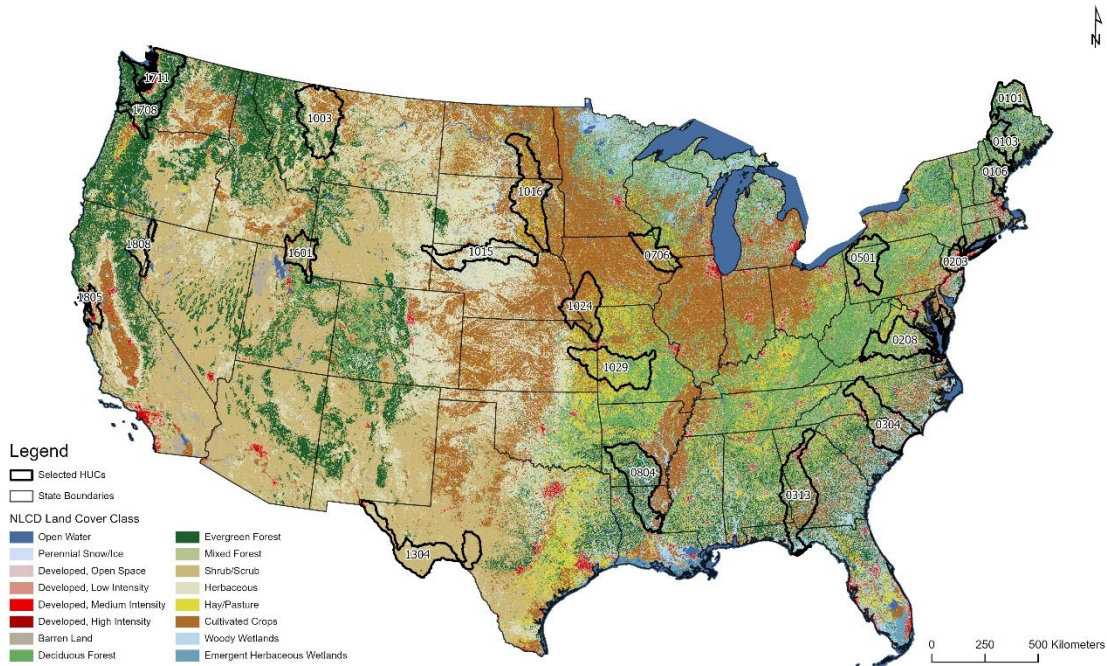 N
1711
1708
1003
0101
0103
0106
1016
1808
1601
1015
0706
0501
0203
1805
1024
0208
1029
0304
0804
0313
1304
Legend
Selected HUCs
State Boundaries
NLCD Land Cover Class
Open Water
Perennial Snow/Ice
Developed, Open Space
Developed, Low Intensity
Developed, Medium Intensity
Developed, High Intensity
Barren Land
Deciduous Forest
Evergreen Forest
Mixed Forest
Shrub/Scrub
Herbaceous
Hay/Pasture
Cultivated Crops
Woody Wetlands
Emergent Herbaceous Wetlands
0 250 500 Kilometers